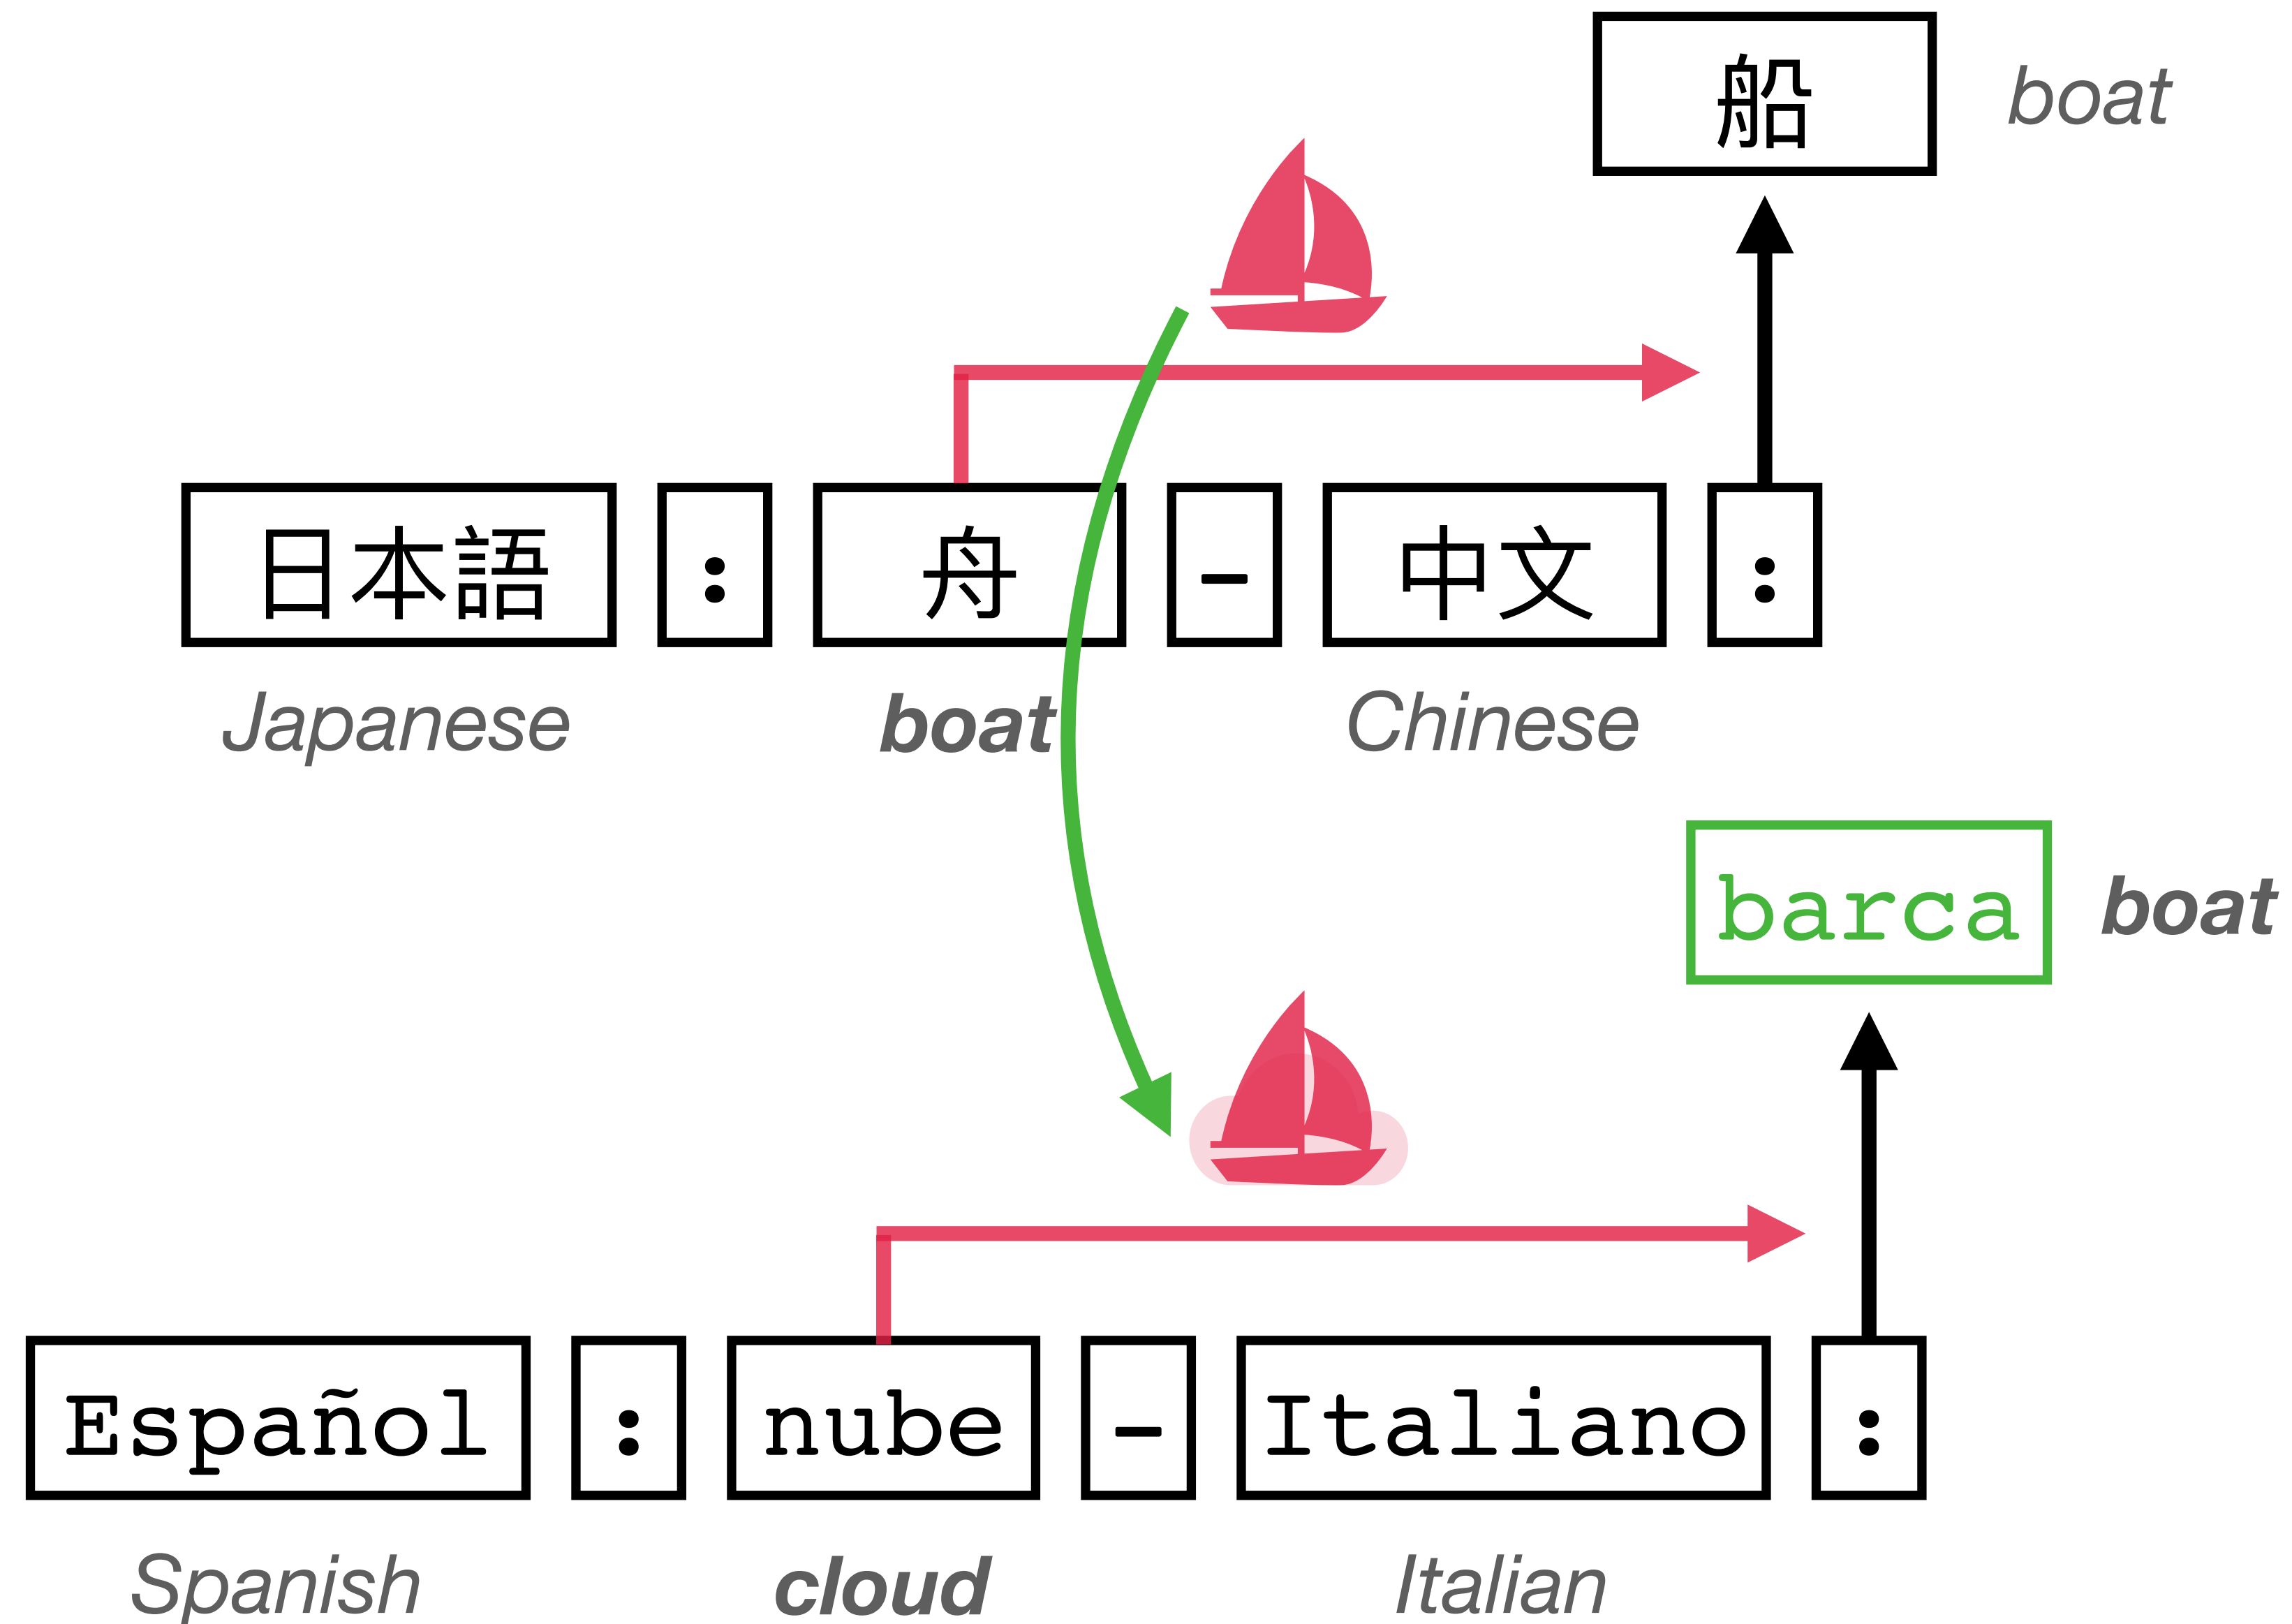 船 boat
日本語 : 舟 - 中文 :
Japanese boat Chinese
barca boat
Español : nube - Italiano :
Spanish cloud Italian